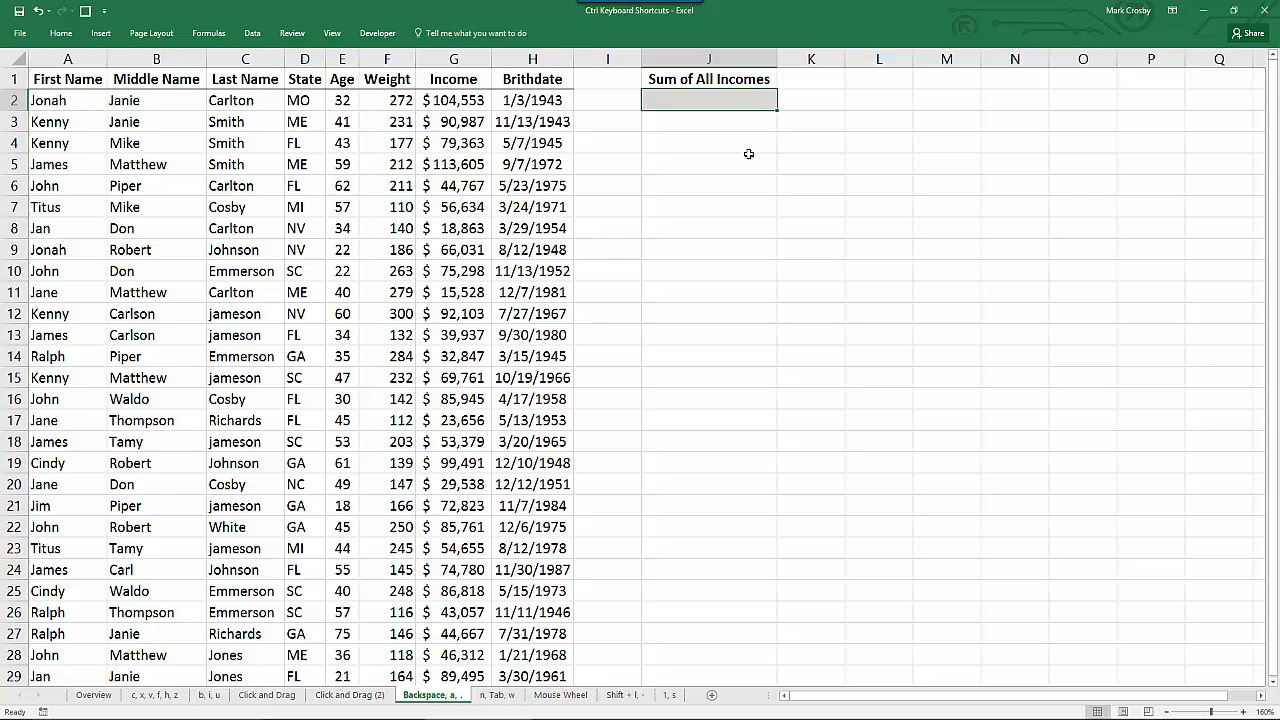 Ctrl Keyboard Shortcuts - Excel
Mark Crosby
File Home Insert Page Layout Formulas Data Review View Developer Tell me what you want to do Share
A B C D E F G H I J K L M N O P Q
1 First Name Middle Name Last Name State Age Weight Income Birthdate Sum of All Incomes
2 Jonah Janie Carlton MO 32 272 $ 104,553 1/3/1943
3 Kenny Janie Smith ME 41 231 $ 90,987 11/13/1943
4 Kenny Mike Smith FL 43 177 $ 79,363 5/7/1945
5 James Matthew Smith ME 59 212 $ 113,605 9/7/1972
6 John Piper Carlton FL 62 211 $ 44,767 5/23/1975
7 Titus Mike Cosby MI 57 110 $ 56,634 3/24/1971
8 Jan Don Carlton NV 34 140 $ 18,863 3/29/1954
9 Jonah Robert Johnson NV 22 186 $ 66,031 8/12/1948
10 John Don Emmerson SC 22 263 $ 75,298 11/13/1952
11 Jane Matthew Carlton ME 40 279 $ 15,528 12/7/1981
12 Kenny Carlson jameson NV 60 300 $ 92,103 7/27/1967
13 James Carlson jameson FL 34 132 $ 39,937 9/30/1980
14 Ralph Piper Emmerson GA 35 284 $ 32,847 3/15/1945
15 Kenny Matthew jameson SC 47 232 $ 69,761 10/19/1966
16 John Waldo Cosby FL 30 142 $ 85,945 4/17/1958
17 Jane Thompson Richards FL 45 112 $ 23,656 5/13/1953
18 James Tamy jameson SC 53 203 $ 53,379 3/20/1965
19 Cindy Robert Johnson GA 61 139 $ 99,491 12/10/1948
20 Jane Don Cosby NC 49 147 $ 29,538 12/12/1951
21 Jim Piper jameson GA 18 166 $ 72,823 11/7/1984
22 John Robert White GA 45 250 $ 85,761 12/6/1975
23 Titus Tamy jameson MI 44 245 $ 54,655 8/12/1978
24 James Carl Johnson FL 55 145 $ 74,780 11/30/1987
25 Cindy Waldo Emmerson SC 40 248 $ 86,818 5/15/1973
26 Ralph Thompson Emmerson SC 57 116 $ 43,057 11/11/1946
27 Ralph Janie Richards GA 75 146 $ 44,667 7/31/1978
28 John Matthew Jones ME 36 118 $ 46,312 1/21/1968
29 Jan Janie Jones FL 21 164 $ 89,495 3/30/1961
Overview c, x, v, f, h, z b, i, u Click and Drag Click and Drag (2) Backspace, a, . n, Tab, w Mouse Wheel Shift + !, - 1, s
Ready 160%